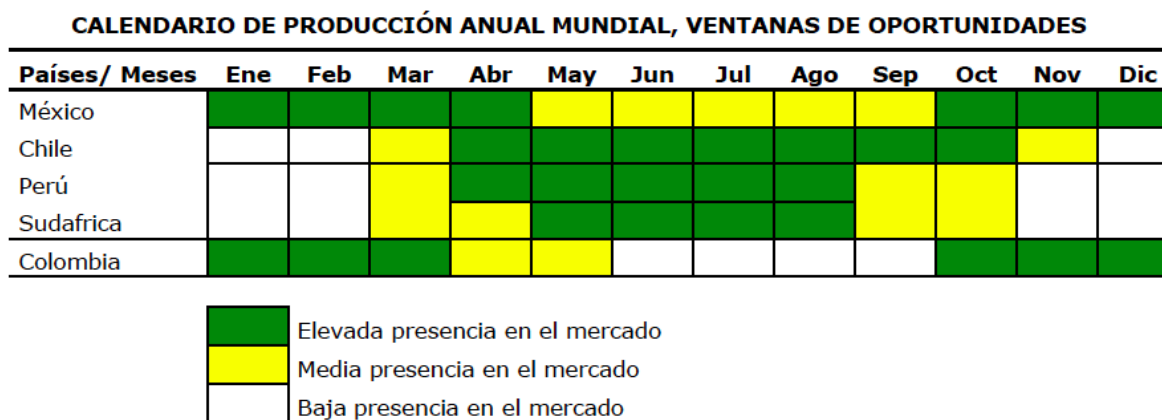 CALENDARIO DE PRODUCCIÓN ANUAL MUNDIAL, VENTANAS DE OPORTUNIDADES
Países/ Meses Ene Feb Mar Abr May Jun Jul Ago Sep Oct Nov Dic
México
Chile
Perú
Sudafrica
Colombia
Elevada presencia en el mercado
Media presencia en el mercado
Baja presencia en el mercado